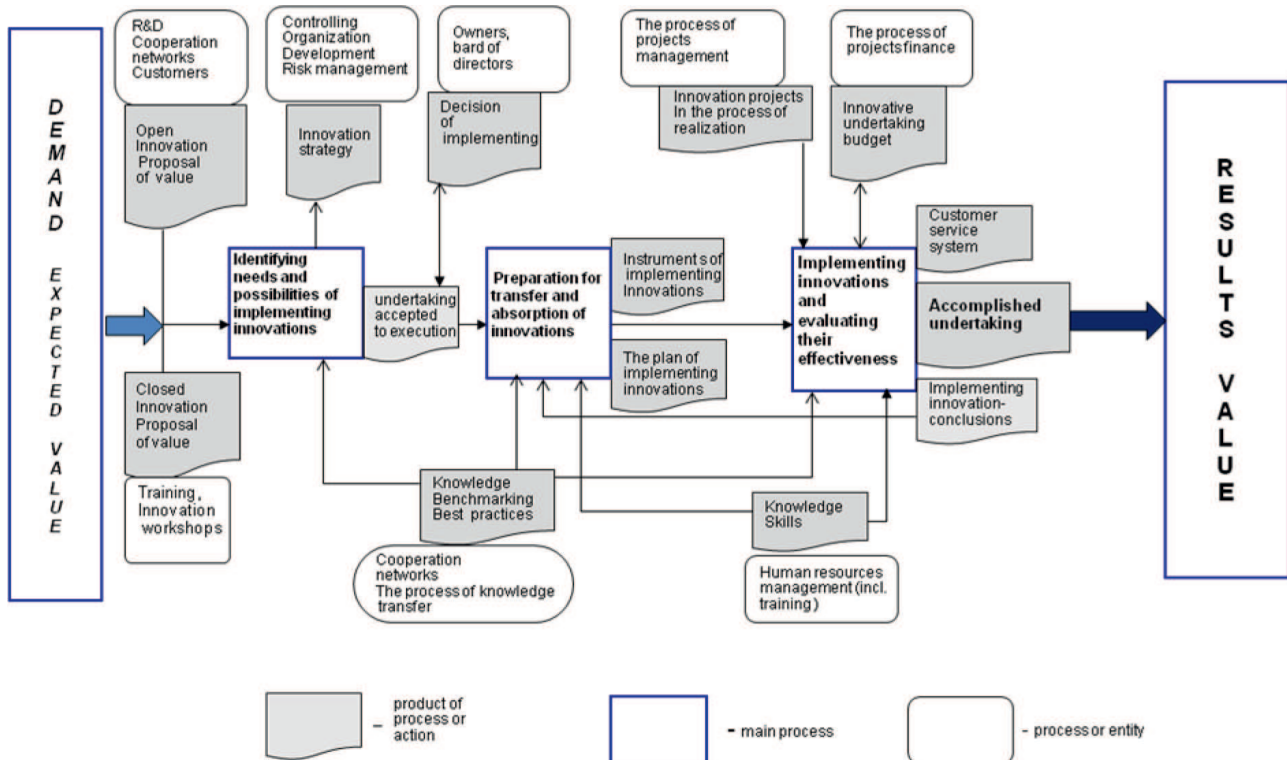 DEMAND EXPECTED VALUE
R&D
Cooperation
networks
Customers
Open
Innovation
Proposal
of value
Controlling
Organization
Development
Risk management
Innovation
strategy
Owners,
bard of
directors
Decision
of
implementing
The process of
projects
management
Innovation projects
In the process of
realization
The process of
projects finance
Innovative
undertaking
budget
Identifying
needs and
possibilities of
implementing
innovations
undertaking
accepted
to execution
Preparation for
transfer and
absorption of
innovations
Instruments of
implementing
Innovations
The plan of
implementing
innovations
Implementing
innovations
and
evaluating
their
effectiveness
Customer
service
system
Accomplished
undertaking
Implementing
innovation-
conclusions
Closed
Innovation
Proposal
of value
Training,
Innovation
workshops
Knowledge
Benchmarking
Best practices
Cooperation
networks
The process of knowledge
transfer
Knowledge
Skills
Human resources
management (incl.
training)
RESULTS VALUE
– product of
process or
action
- main process
- process or entity